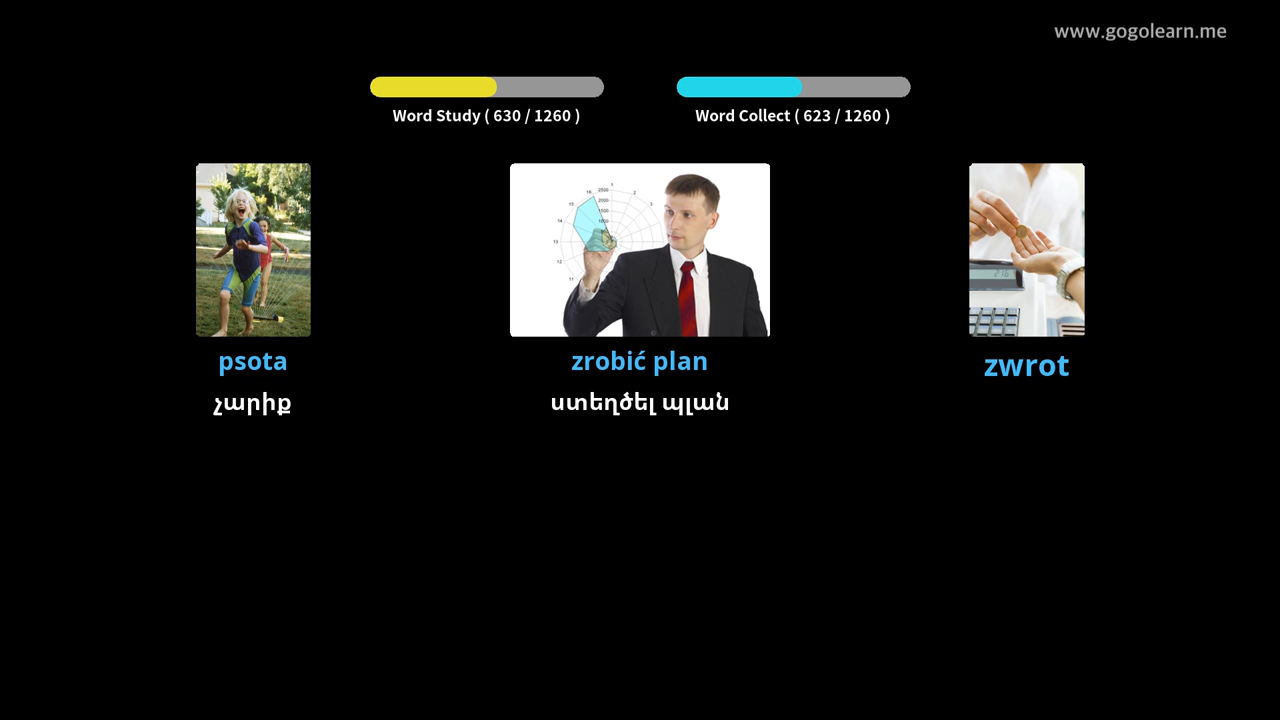 www.gogolearn.me
Word Study ( 630 / 1260 )
Word Collect ( 623 / 1260 )
psota
zrobić plan
zwrot
չարիք
ստեղծել պլան